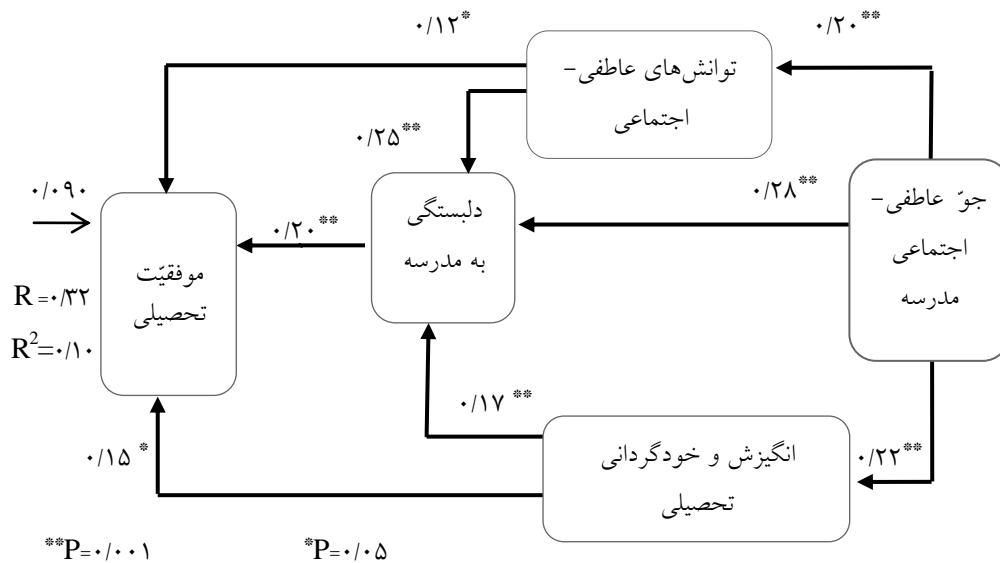 ۰/۱۲*
۰/۲۰**
توانش‌های عاطفی-
اجتماعی
۰/۲۵**
جوّ عاطفی-
اجتماعی
مدرسه
۰/۲۸**
دلبستگی
به مدرسه
۰/۲۰**
۰/۰۹۰
موفقیّت
تحصیلی
R=۰/۳۲
R²=۰/۱۰
۰/۱۷ **
انگیزش و خودگردانی
تحصیلی
۰/۲۲**
۰/۱۵ *
**P=۰/۰۰۱
*P=۰/۰۵